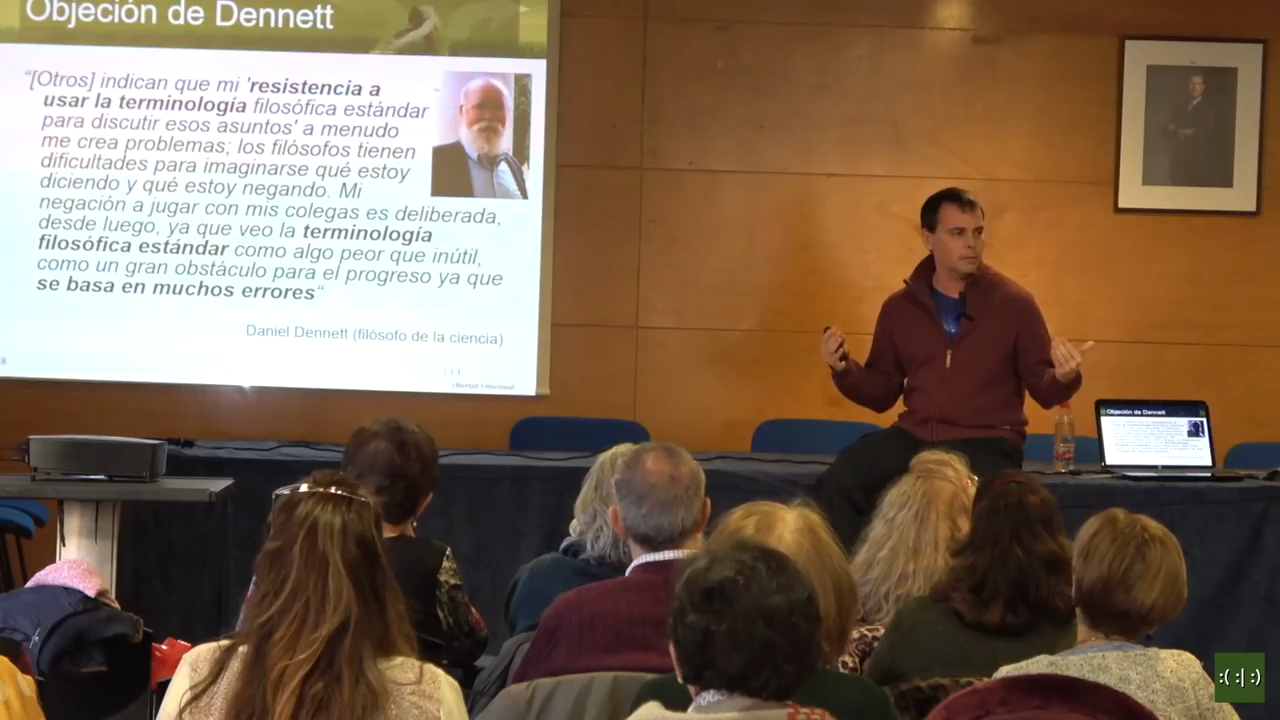 Objeción de Dennett
“[Otros] indican que mi 'resistencia a
usar la terminología filosófica estándar
para discutir esos asuntos' a menudo
me crea problemas; los filósofos tienen
dificultades para imaginarse qué estoy
diciendo y qué estoy negando. Mi
negación a jugar con mis colegas es deliberada,
desde luego, ya que veo la terminología
filosófica estándar como algo peor que inútil,
como un gran obstáculo para el progreso ya que
se basa en muchos errores“
Daniel Dennett (filósofo de la ciencia)
8
Libertad Emocional
Objeción de Dennett
:( :| :)